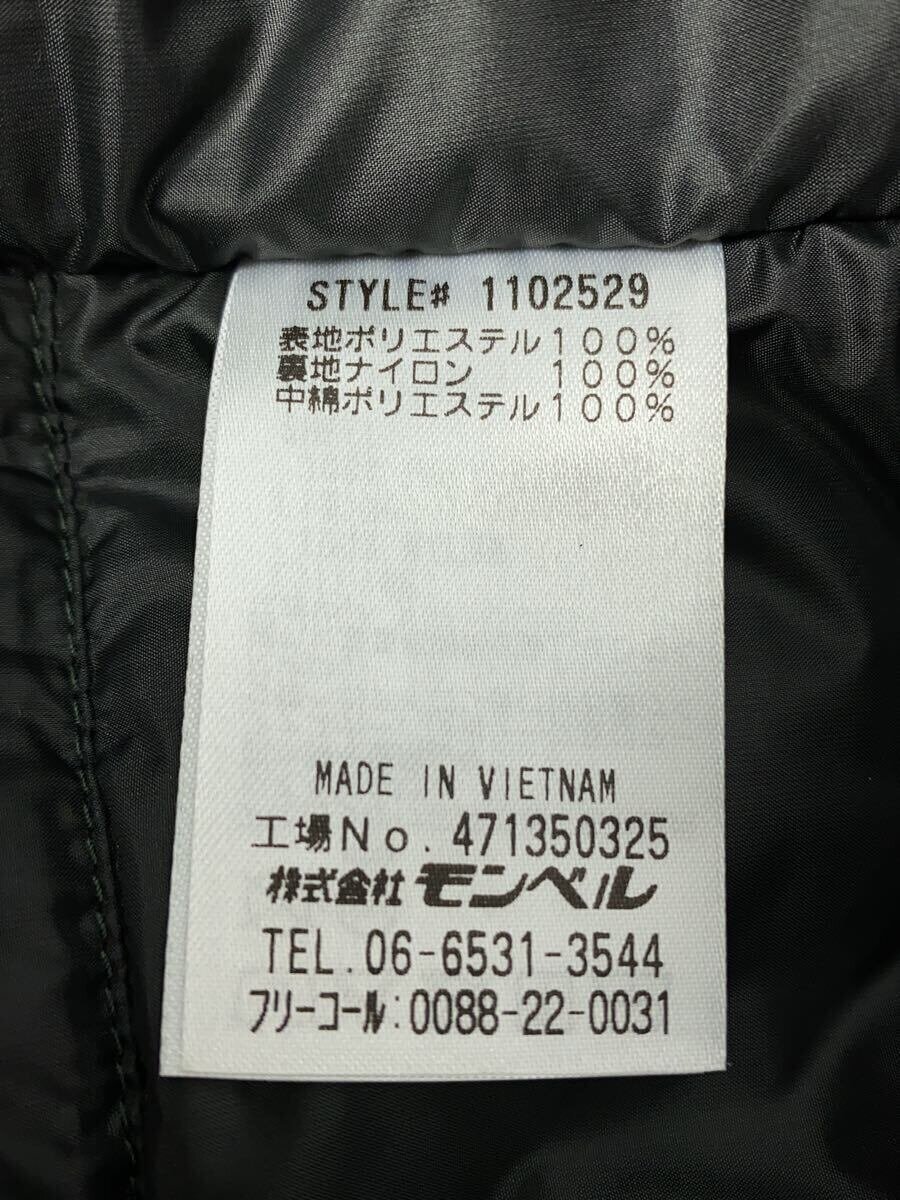 STYLE# 1102529
表地ポリエステル100%
裏地ナイロン 100%
中綿ポリエステル100%
MADE IN VIETNAM
工場No. 471350325
株式会社 モンベル
TEL. 06-6531-3544
フリーコール:0088-22-0031